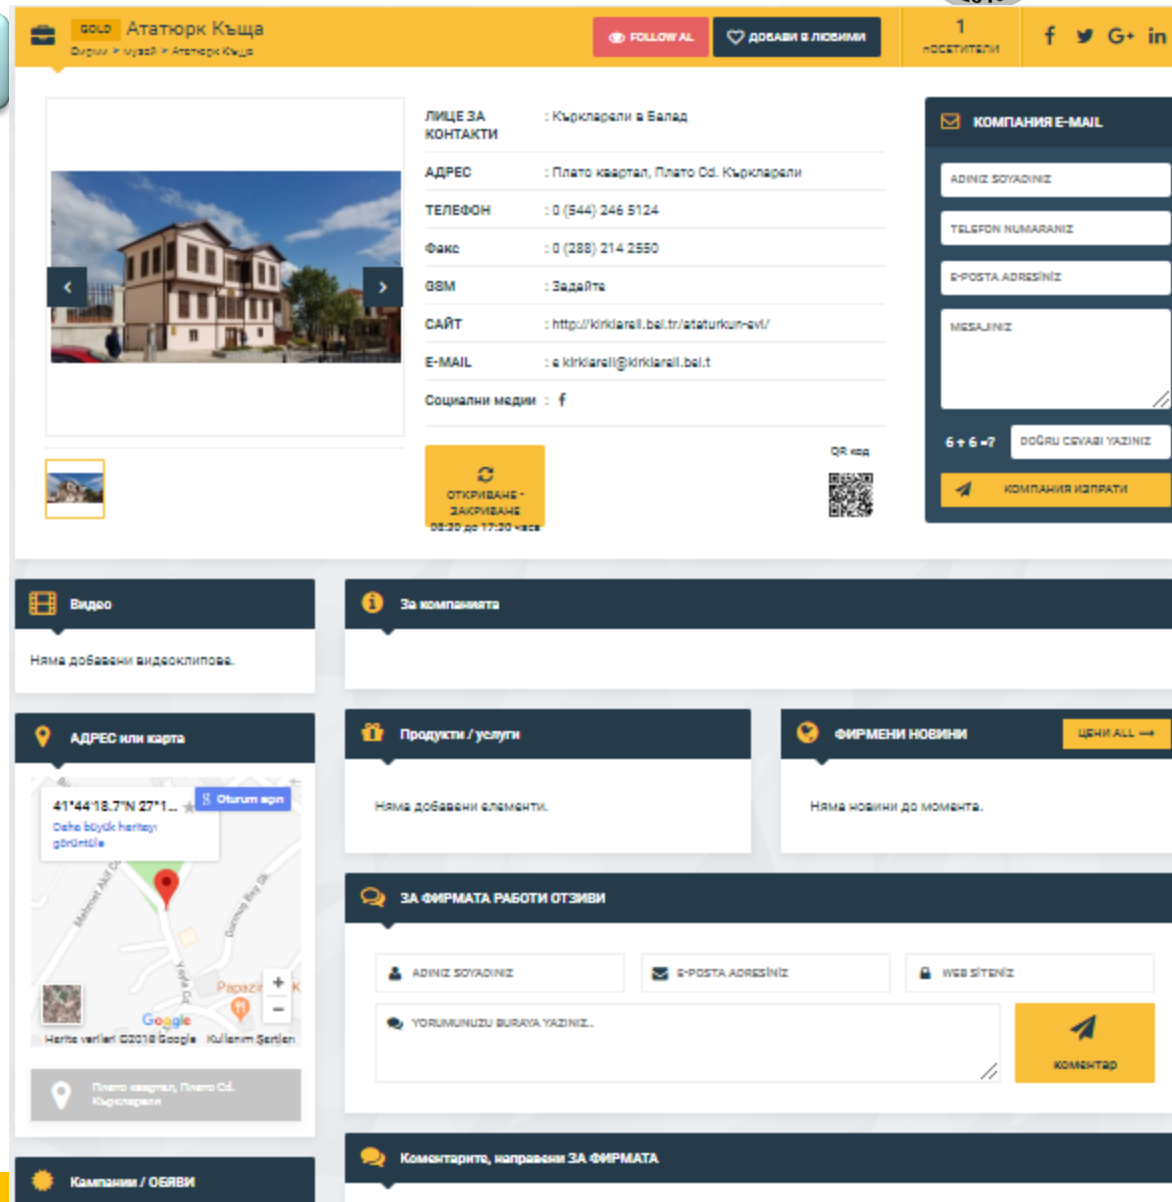 GOLD Ататюрк Къща
Фирми > музей > Ататюрк Къща
FOLLOW AL
ДОБАВИ В ЛЮБИМИ
1
ПОСЕТИТЕЛИ
ЛИЦЕ ЗА КОНТАКТИ : Къркларели в Балад
АДРЕС : Плато квартал, Плато Cd. Къркларели
ТЕЛЕФОН : 0 (544) 246 5124
Факс : 0 (288) 214 2550
GSM : Задайте
САЙТ : http://kirklareli.bel.tr/ataturkun-evi/
E-MAIL : e kirklareli@kirklareli.bel.t
Социални медии :
ОТКРИВАНЕ -
ЗАКРИВАНЕ
08:30 до 17:30 часа
QR код
КОМПАНИЯ E-MAIL
ADINIZ SOYADINIZ
TELEFON NUMARANIZ
E-POSTA ADRESİNİZ
MESAJINIZ
6 + 6 =?
DOĞRU CEVABI YAZINIZ
КОМПАНИЯ ИЗПРАТИ
Видео
Няма добавени видеоклипове.
За компанията
АДРЕС или карта
41°44'18.7"N 27°1...
Oturum açın
Daha büyük haritayı
görüntüle
Mehmet Akif
Yayla Cd.
Google
Harita verileri ©2018 Google Kullanım Şartları
Плато квартал, Плато Cd.
Къркларели
Продукти / услуги
Няма добавени елементи.
ФИРМЕНИ НОВИНИ
ЦЕНИ ALL →
Няма новини до момента.
ЗА ФИРМАТА РАБОТИ ОТЗИВИ
ADINIZ SOYADINIZ
E-POSTA ADRESİNİZ
WEB SİTENİZ
YORUMUNUZU BURAYA YAZINIZ..
коментар
Коментарите, направени ЗА ФИРМАТА
Кампании / ОБЯВИ